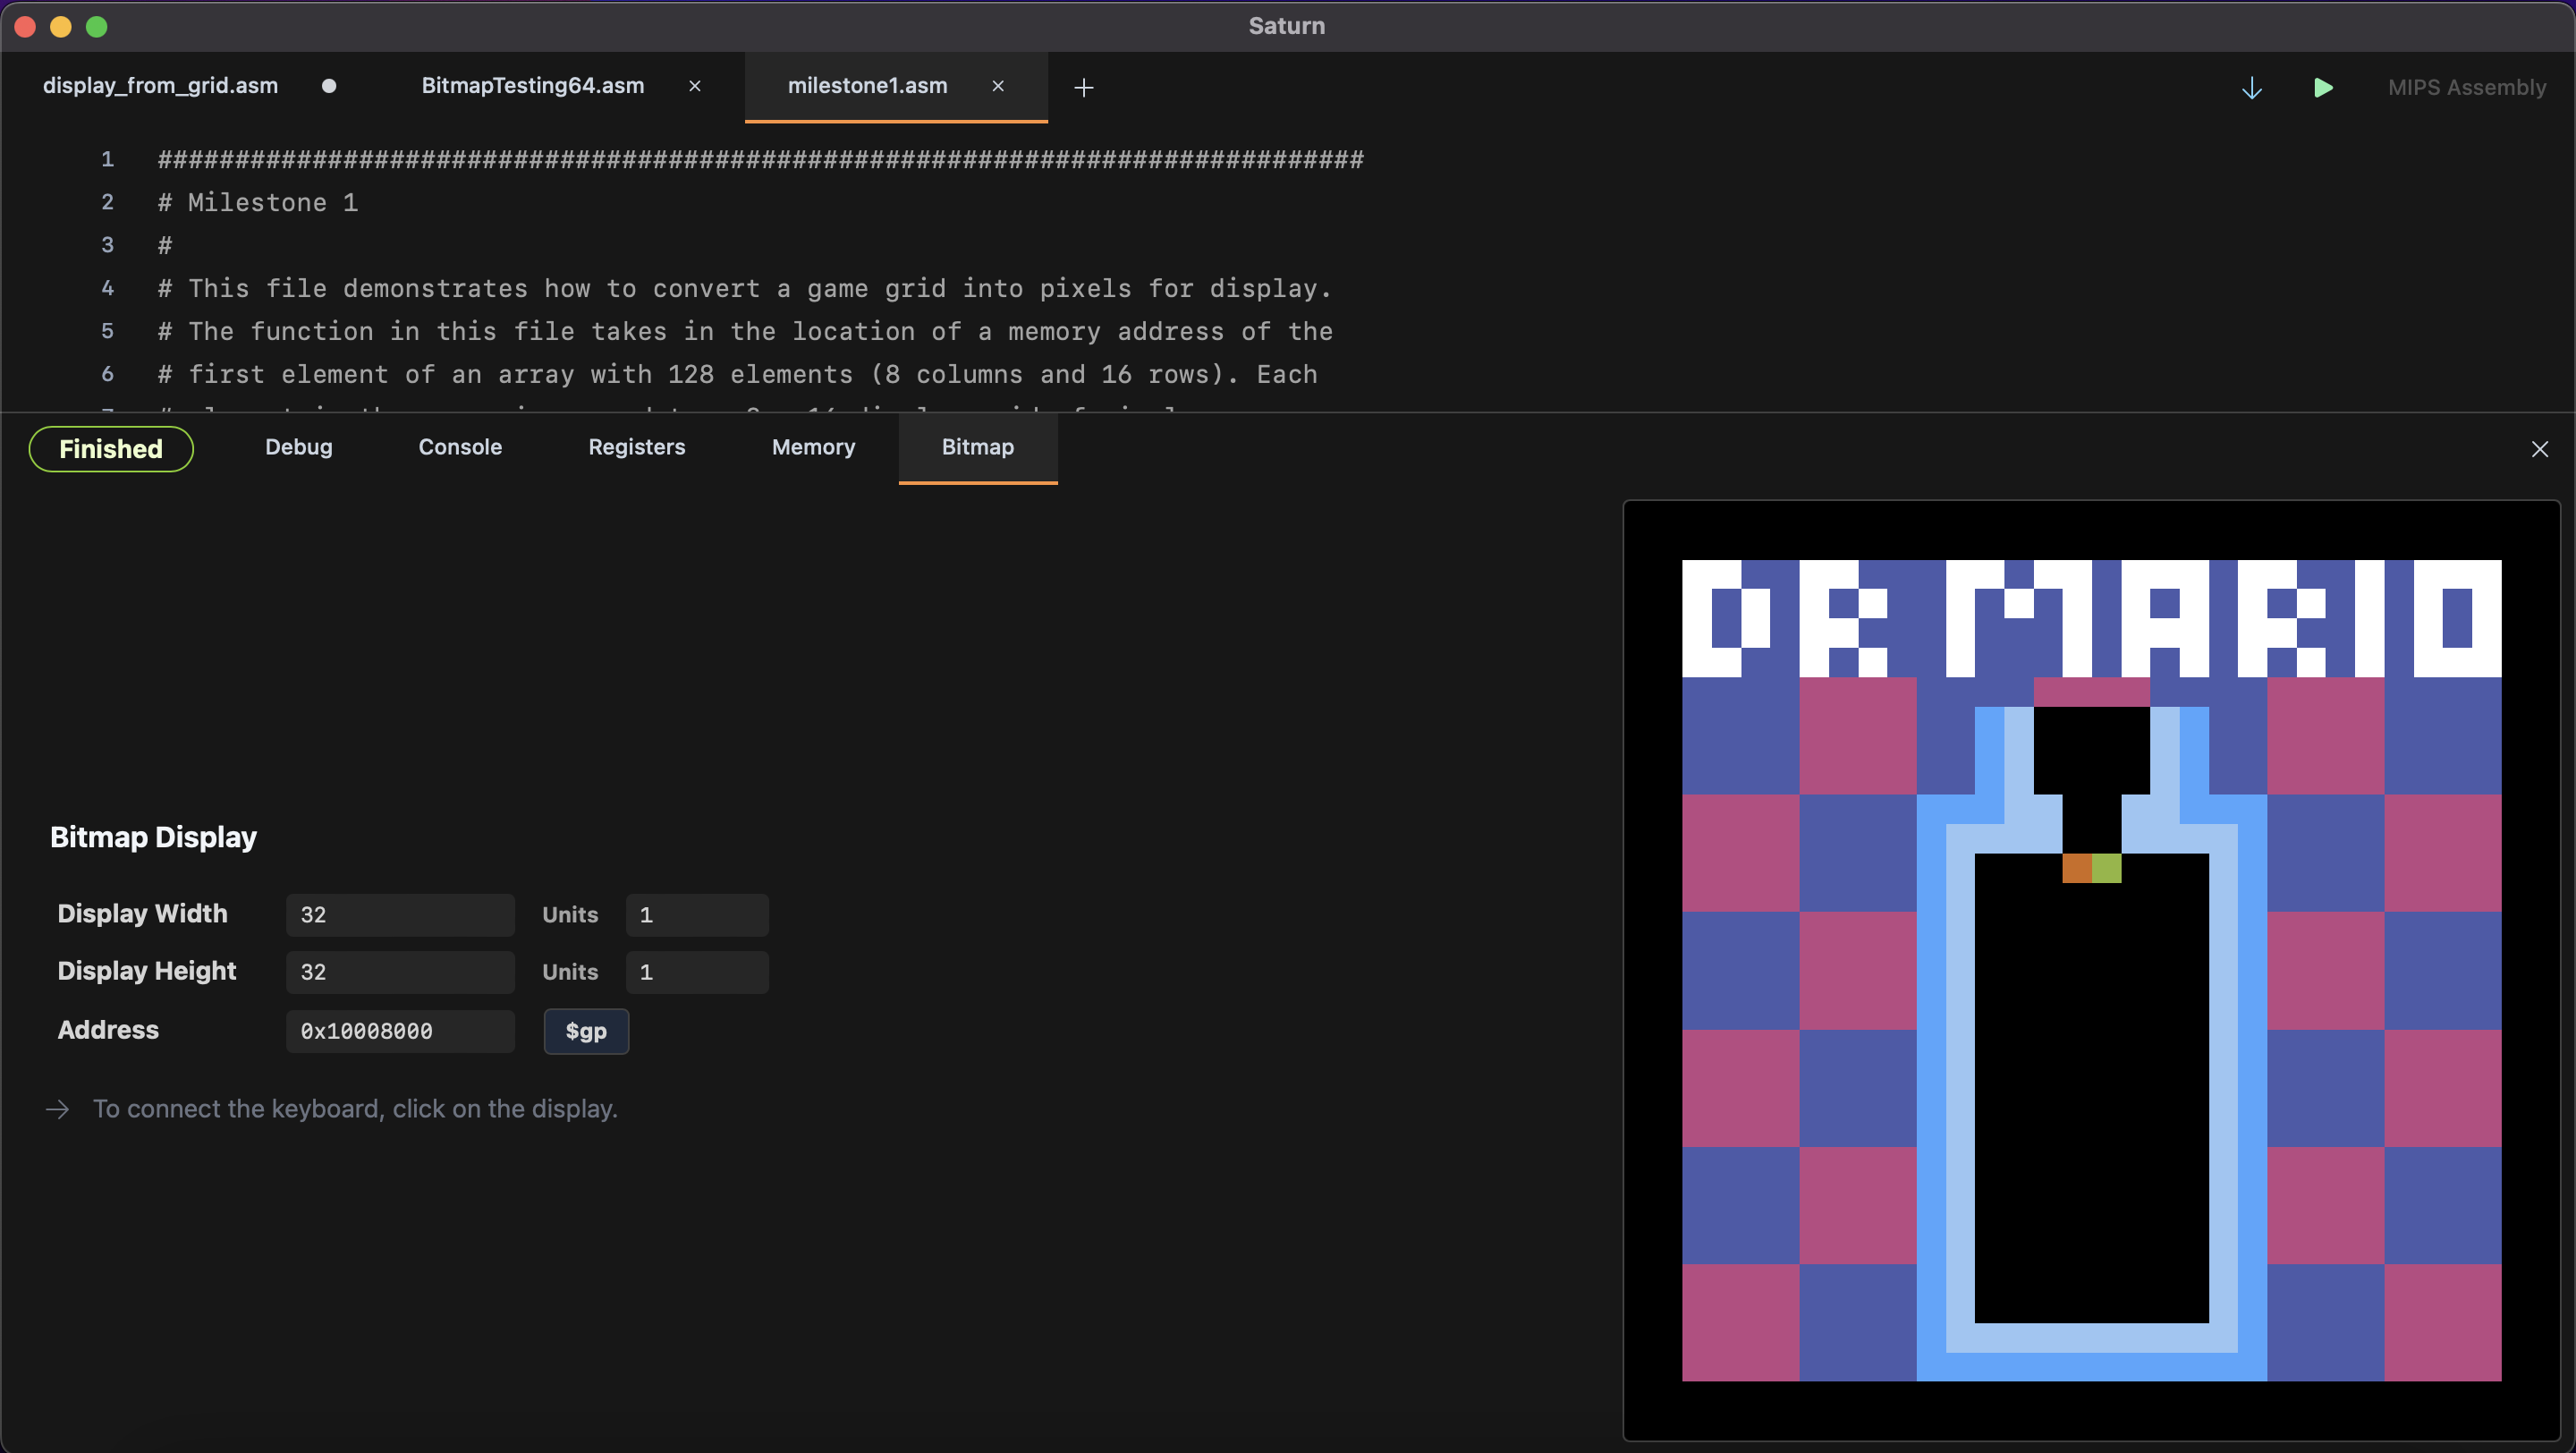 Saturn
display_from_grid.asm
BitmapTesting64.asm
milestone1.asm
MIPS Assembly
1 ##############################################################################
2 # Milestone 1
3 #
4 # This file demonstrates how to convert a game grid into pixels for display.
5 # The function in this file takes in the location of a memory address of the
6 # first element of an array with 128 elements (8 columns and 16 rows). Each
Finished Debug Console Registers Memory Bitmap
DR MARIO
Bitmap Display
Display Width 32 Units 1
Display Height 32 Units 1
Address 0x10008000 $gp
→ To connect the keyboard, click on the display.